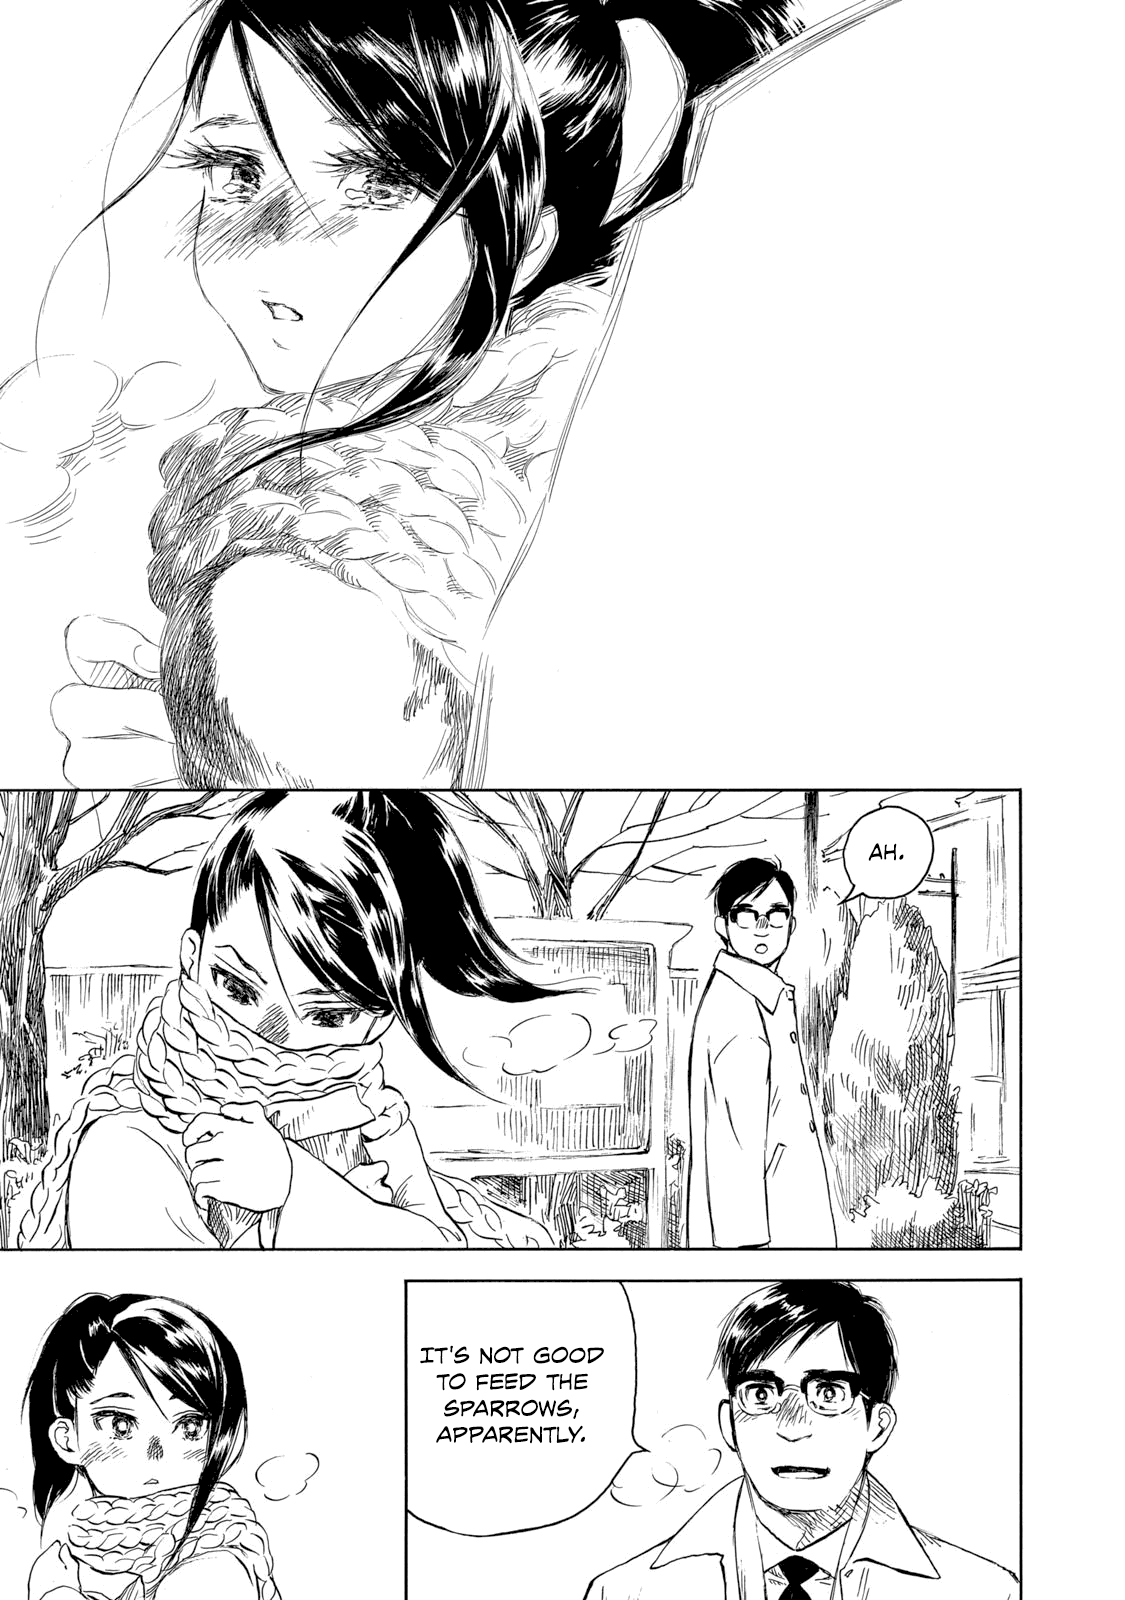 AH.
IT'S NOT GOOD
TO FEED THE
SPARROWS,
APPARENTLY.